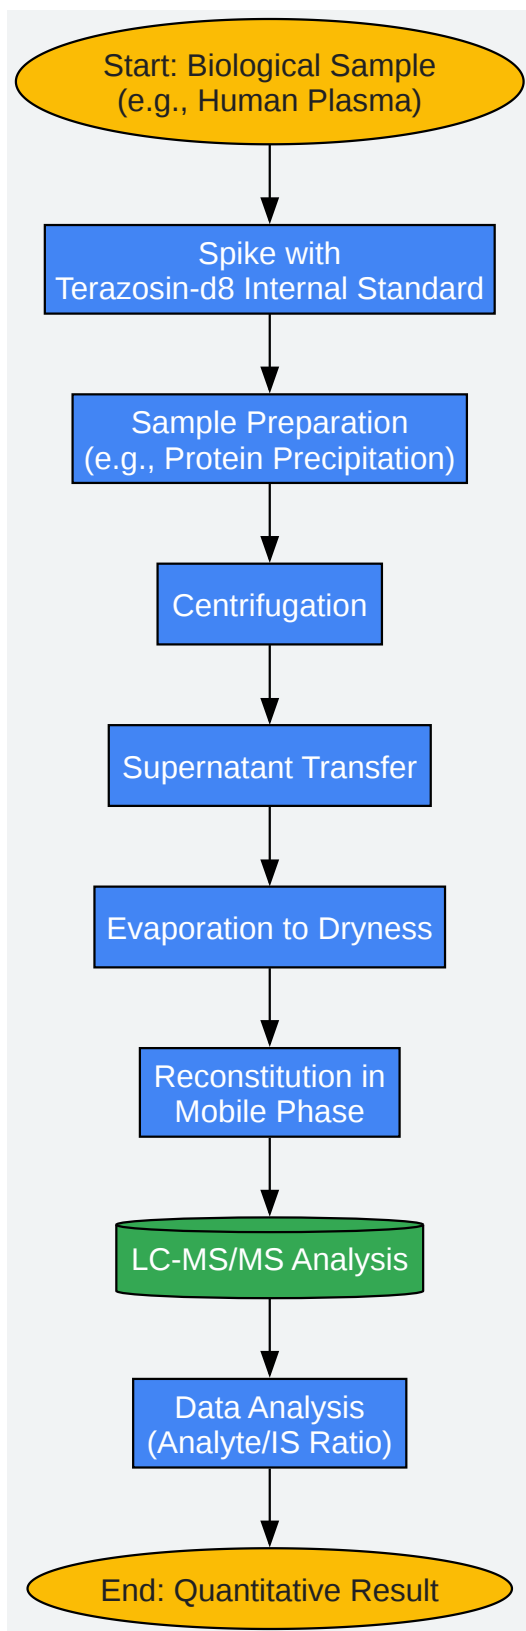 Start: Biological Sample
(e.g., Human Plasma)
Spike with
Terazosin-d8 Internal Standard
Sample Preparation
(e.g., Protein Precipitation)
Centrifugation
Supernatant Transfer
Evaporation to Dryness
Reconstitution in
Mobile Phase
LC-MS/MS Analysis
Data Analysis
(Analyte/IS Ratio)
End: Quantitative Result